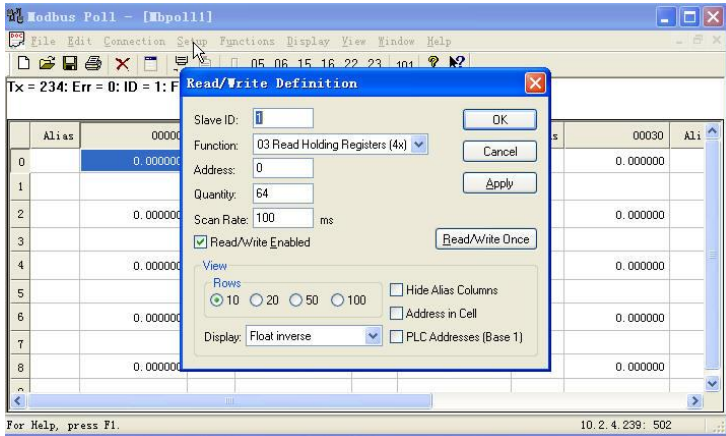 Modbus Poll - [Mbpoll1]
File Edit Connection Setup Functions Display View Window Help
05 06 15 16 22 23 101
Tx = 234: Err = 0: ID = 1: F
Read/Write Definition
Slave ID: 1
OK
Function: 03 Read Holding Registers (4x)
Cancel
Address: 0
Quantity: 64
Apply
Scan Rate: 100 ms
Read/Write Enabled
Read/Write Once
View
Rows
10 20 50 100
Hide Alias Columns
Address in Cell
Display: Float inverse
PLC Addresses (Base 1)
Alias 00000 s 00030 Ali
0 0.000000 0.000000
1
2 0.000000 0.000000
3
4 0.000000 0.000000
5
6 0.000000 0.000000
7
8 0.000000 0.000000
For Help, press F1. 10.2.4.239: 502